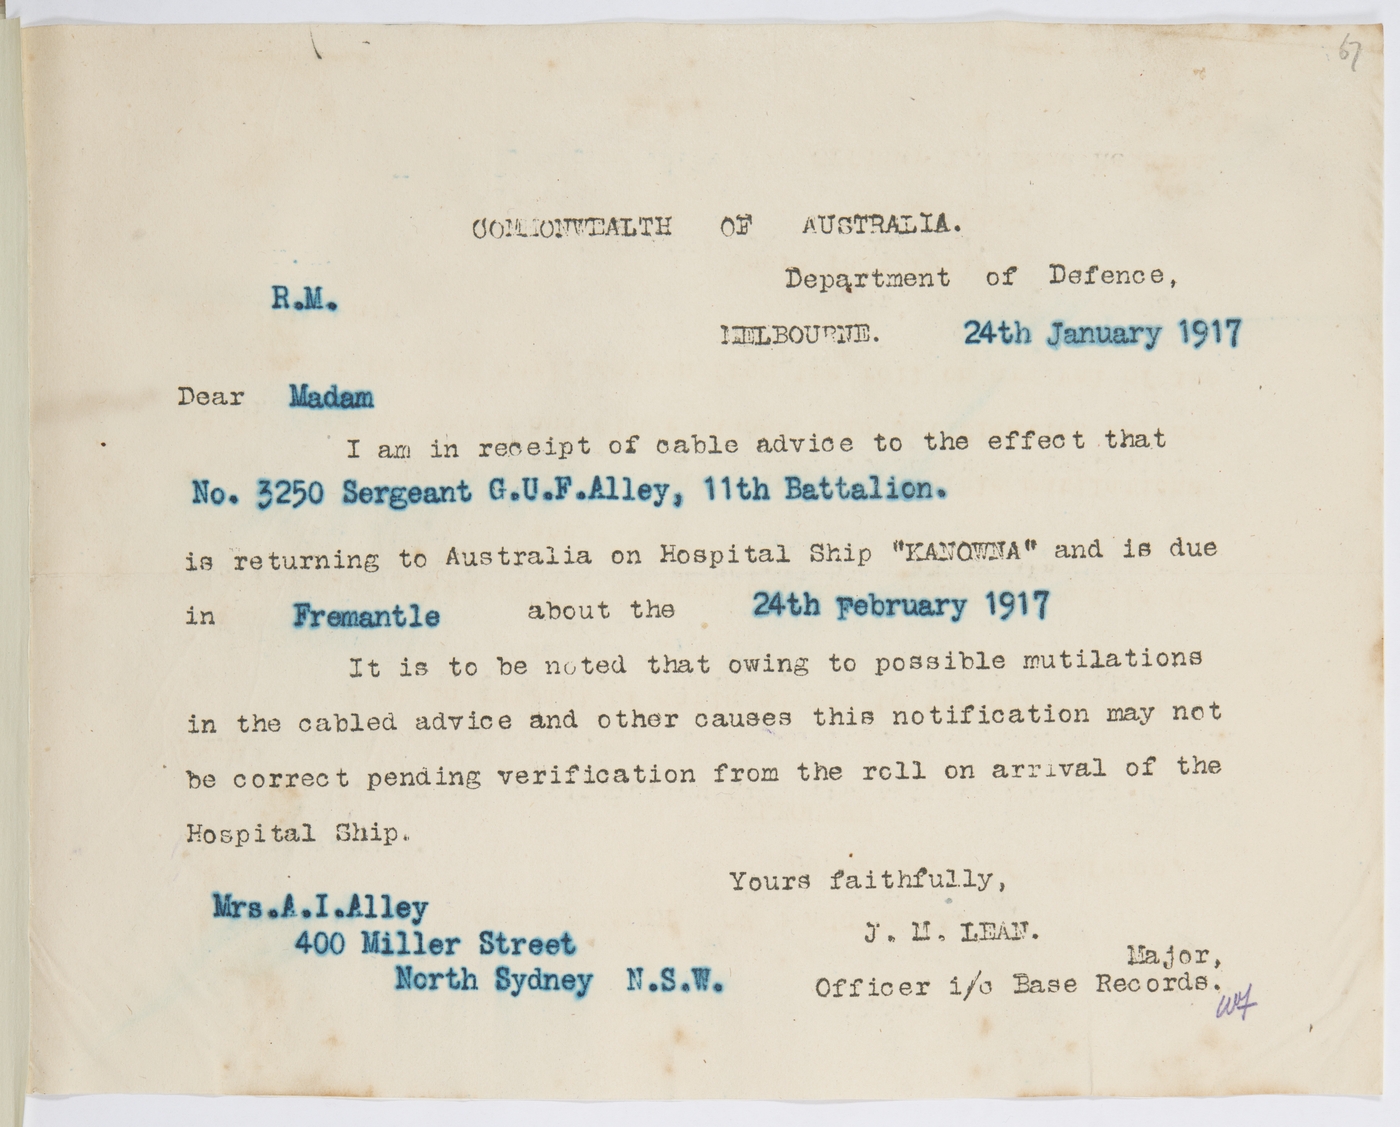 67
COMMONWEALTH OF AUSTRALIA.
Department of Defence,
R.M.
MELBOURNE. 24th January 1917
Dear Madam
I am in receipt of cable advice to the effect that
No. 3250 Sergeant G.U.F.Alley, 11th Battalion.
is returning to Australia on Hospital Ship "KANOWNA" and is due
in Fremantle about the 24th February 1917
It is to be noted that owing to possible mutilations
in the cabled advice and other causes this notification may not
be correct pending verification from the roll on arrival of the
Hospital Ship.
Yours faithfully,
J. M. LEAN.
Major,
Officer i/c Base Records.
Mrs.A.I.Alley
400 Miller Street
North Sydney N.S.W.